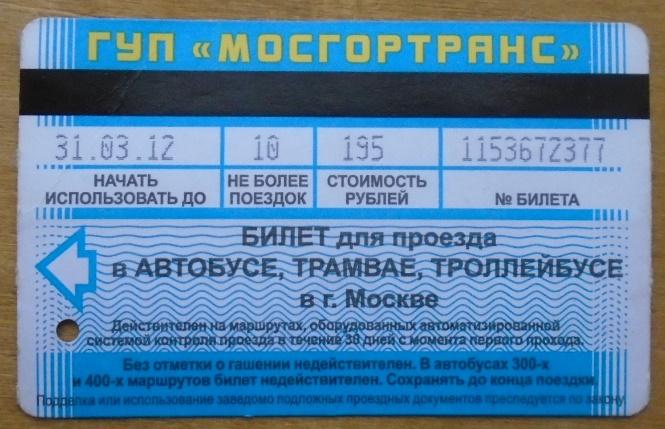 ГУП «МОСГОРТРАНС»
31.03.12 10 195 1153672377
НАЧАТЬ ИСПОЛЬЗОВАТЬ ДО
НЕ БОЛЕЕ ПОЕЗДОК
СТОИМОСТЬ РУБЛЕЙ
№ БИЛЕТА
БИЛЕТ для проезда
в АВТОБУСЕ, ТРАМВАЕ, ТРОЛЛЕЙБУСЕ
в г. Москве
Действителен на маршрутах, оборудованных автоматизированной
системой контроля проезда в течение 30 дней с момента первого прохода.
Без отметки о гашении недействителен. В автобусах 300-х
и 400-х маршрутов билет недействителен. Сохранять до конца поездки.
Подделка или использование заведомо подложных проездных документов преследуется по закону